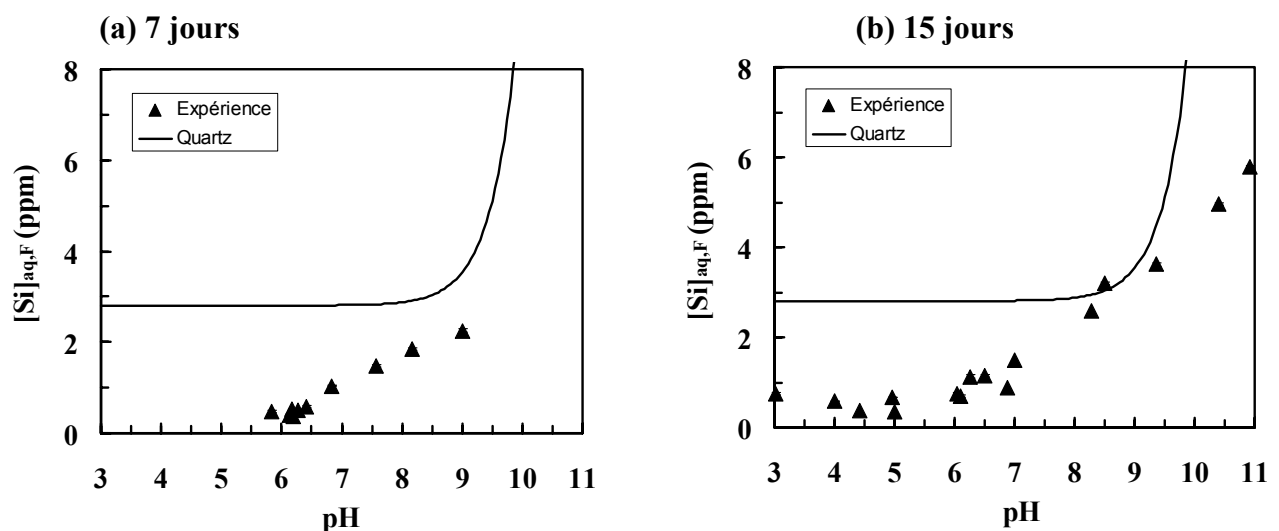 (a) 7 jours
8
6
4
2
0
[Si]aq,F (ppm)
Expérience
Quartz
3 4 5 6 7 8 9 10 11
pH
(b) 15 jours
8
6
4
2
0
[Si]aq,F (ppm)
Expérience
Quartz
3 4 5 6 7 8 9 10 11
pH